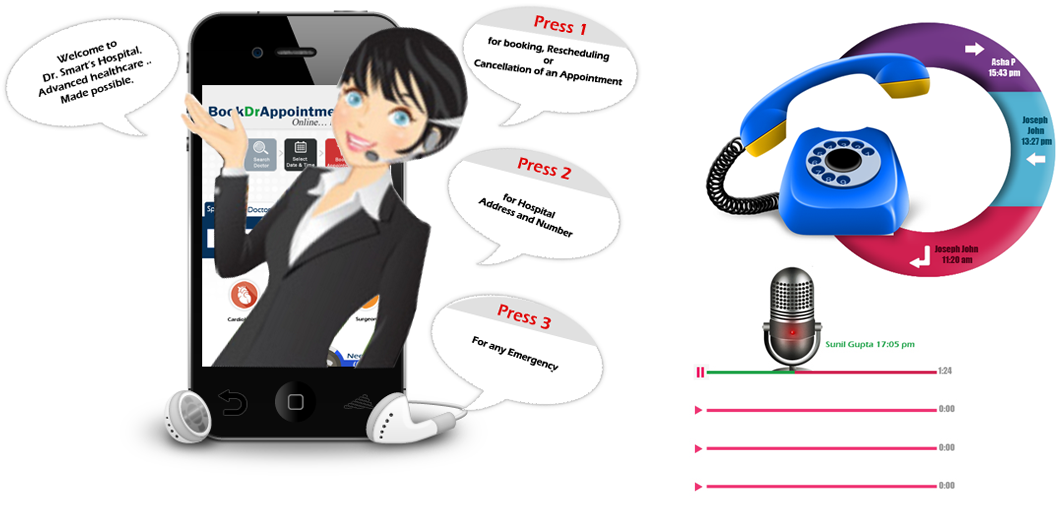 Welcome to
Dr. Smart's Hospital,
Advanced healthcare ..
Made possible.
BookDrAppointme
Online...
Search
Doctor
Select
Date & Time
Doctor
Surgeon
Press 1
for booking, Rescheduling
or
Cancellation of an Appointment
Press 2
for Hospital
Address and Number
Press 3
For any Emergency
Asha P
15:43 pm
Joseph
John
13:27 pm
Joseph John
11:20 am
Sunil Gupta 17:05 pm
1:24
0:00
0:00
0:00